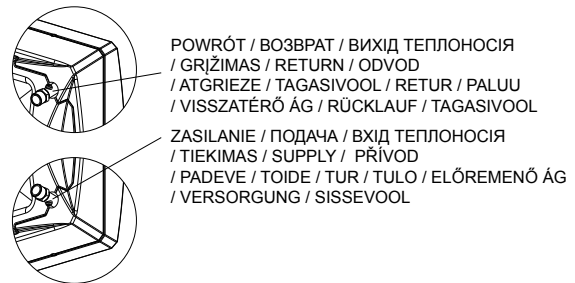 POWRÓT / ВОЗВРАТ / ВИХІД ТЕПЛОНОСІЯ
/ GRĮŽIMAS / RETURN / ODVOD
/ ATGRIEZE / TAGASIVOOL / RETUR / PALUU
/ VISSZATÉRŐ ÁG / RÜCKLAUF / TAGASIVOOL
ZASILANIE / ПОДАЧА / ВХІД ТЕПЛОНОСІЯ
/ TIEKIMAS / SUPPLY / PŘÍVOD
/ PADEVE / TOIDE / TUR / TULO / ELŐREMENŐ ÁG
/ VERSORGUNG / SISSEVOOL